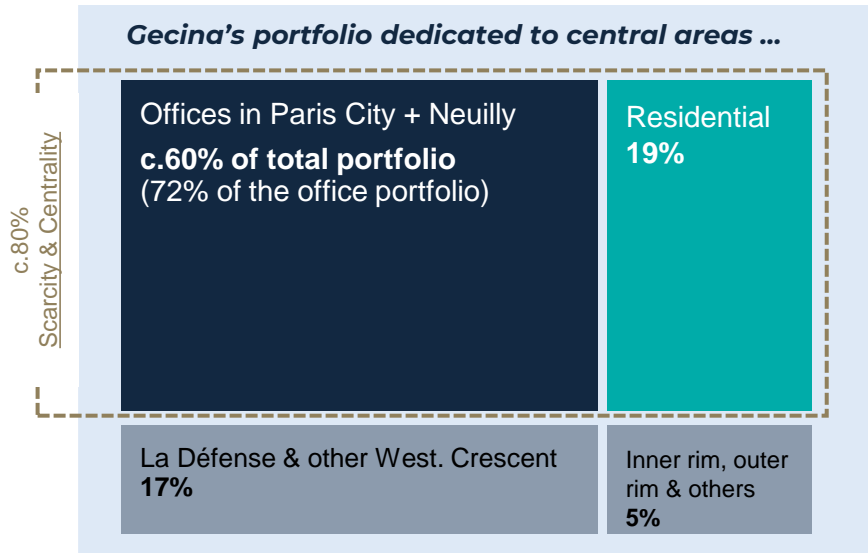 Gecina’s portfolio dedicated to central areas ...
c.80%
Scarcity & Centrality
Offices in Paris City + Neuilly
c.60% of total portfolio
(72% of the office portfolio)
Residential
19%
La Défense & other West. Crescent
17%
Inner rim, outer
rim & others
5%